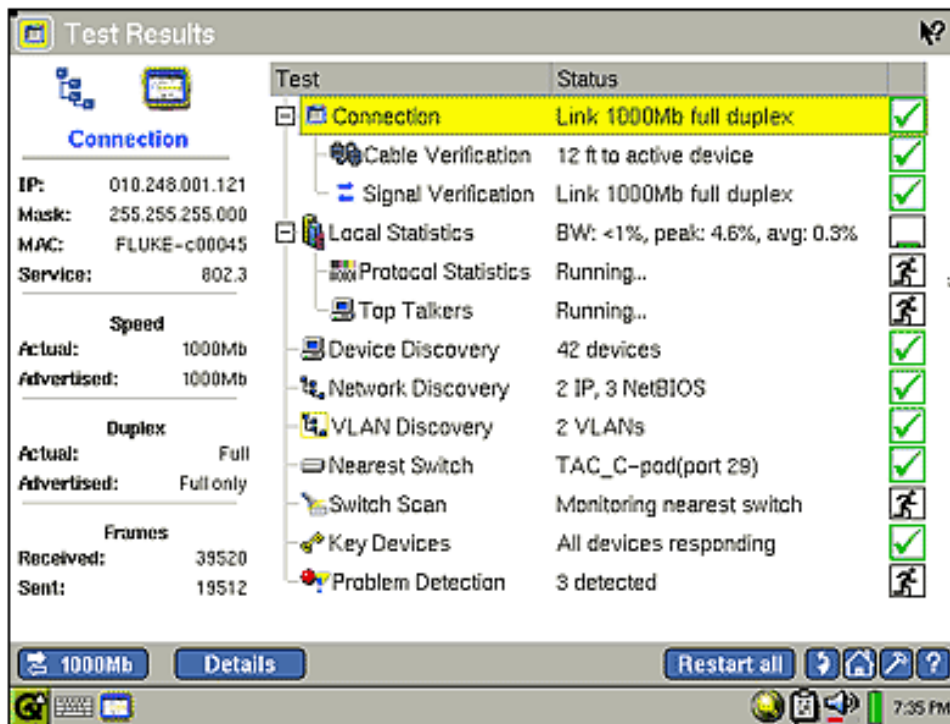 Test Results
Connection
IP: 010.248.001.121
Mask: 255.255.255.000
MAC: FLUKE-c00045
Service: 802.3
Speed
Actual: 1000Mb
Advertised: 1000Mb
Duplex
Actual: Full
Advertised: Full only
Frames
Received: 39520
Sent: 19512
Test Status
Connection Link 1000Mb full duplex
Cable Verification 12 ft to active device
Signal Verification Link 1000Mb full duplex
Local Statistics BW: <1%, peak: 4.6%, avg: 0.3%
Protocol Statistics Running...
Top Talkers Running...
Device Discovery 42 devices
Network Discovery 2 IP, 3 NetBIOS
VLAN Discovery 2 VLANs
Nearest Switch TAC_C-pod(port 29)
Switch Scan Monitoring nearest switch
Key Devices All devices responding
Problem Detection 3 detected
1000Mb Details Restart all ?
7:35 PM